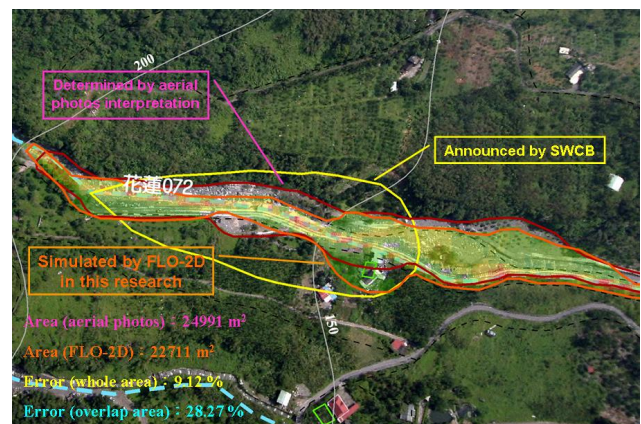 200
Determined by aerial
photos interpretation
Announced by SWCB
花蓮072
Simulated by FLO-2D
in this research
150
Area (aerial photos)：24991 m²
Area (FLO-2D)：22711 m²
Error (whole area)：9.12 %
Error (overlap area)：28.27 %